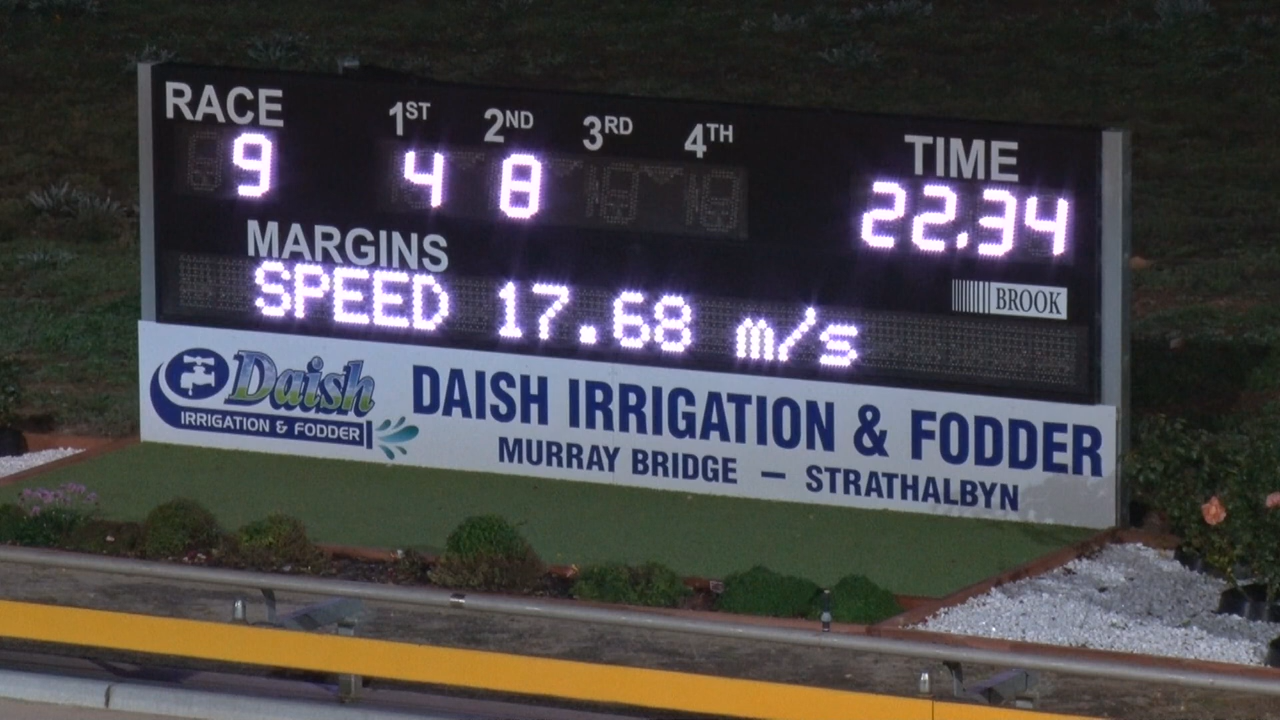 RACE 1ST 2ND 3RD 4TH TIME
9 4 8 22.34
MARGINS
SPEED 17.68 m/s
BROOK
Daish
IRRIGATION & FODDER
DAISH IRRIGATION & FODDER
MURRAY BRIDGE – STRATHALBYN